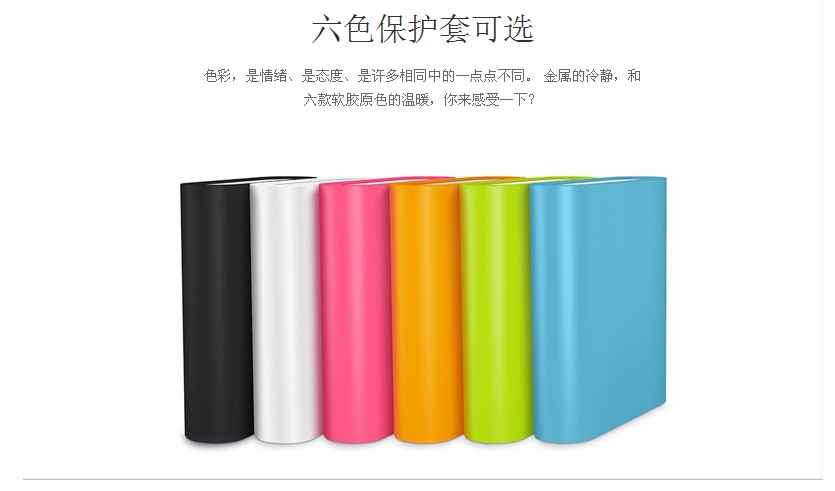 六色保护套可选
色彩，是情绪、是态度、是许多相同中的一点点不同。 金属的冷静，和
六款软胶原色的温暖，你来感受一下？